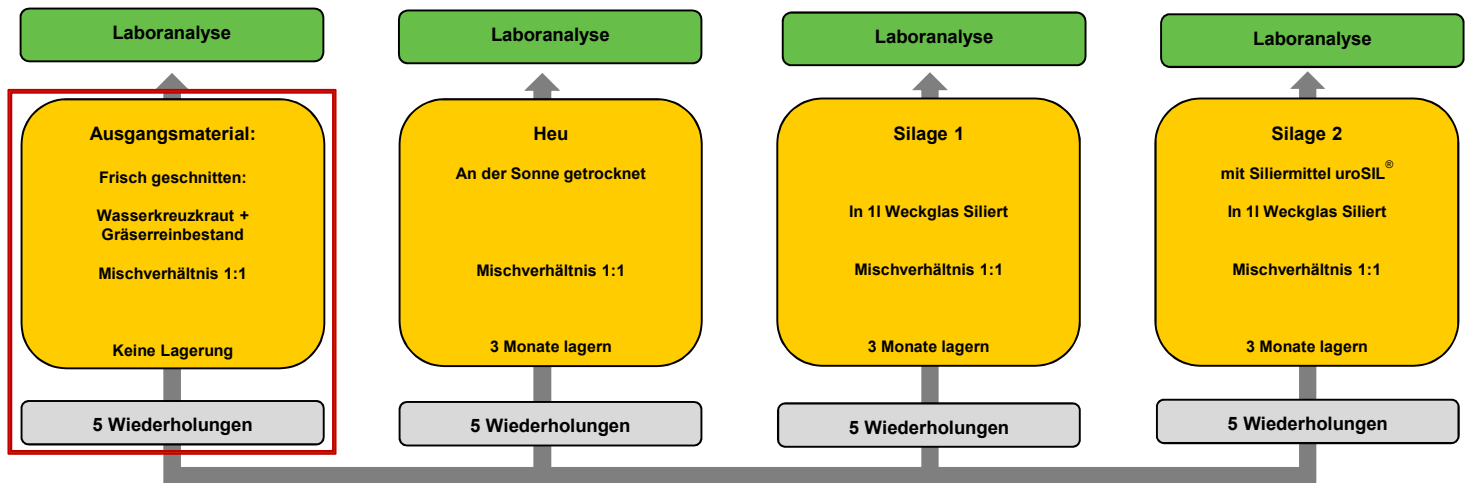 Laboranalyse
Ausgangsmaterial:
Frisch geschnitten:
Wasserkreuzkraut +
Gräserreinbestand
Mischverhältnis 1:1
Keine Lagerung
5 Wiederholungen
Laboranalyse
Heu
An der Sonne getrocknet
Mischverhältnis 1:1
3 Monate lagern
5 Wiederholungen
Laboranalyse
Silage 1
In 1l Weckglas Siliert
Mischverhältnis 1:1
3 Monate lagern
5 Wiederholungen
Laboranalyse
Silage 2
mit Siliermittel uroSIL®
In 1l Weckglas Siliert
Mischverhältnis 1:1
3 Monate lagern
5 Wiederholungen